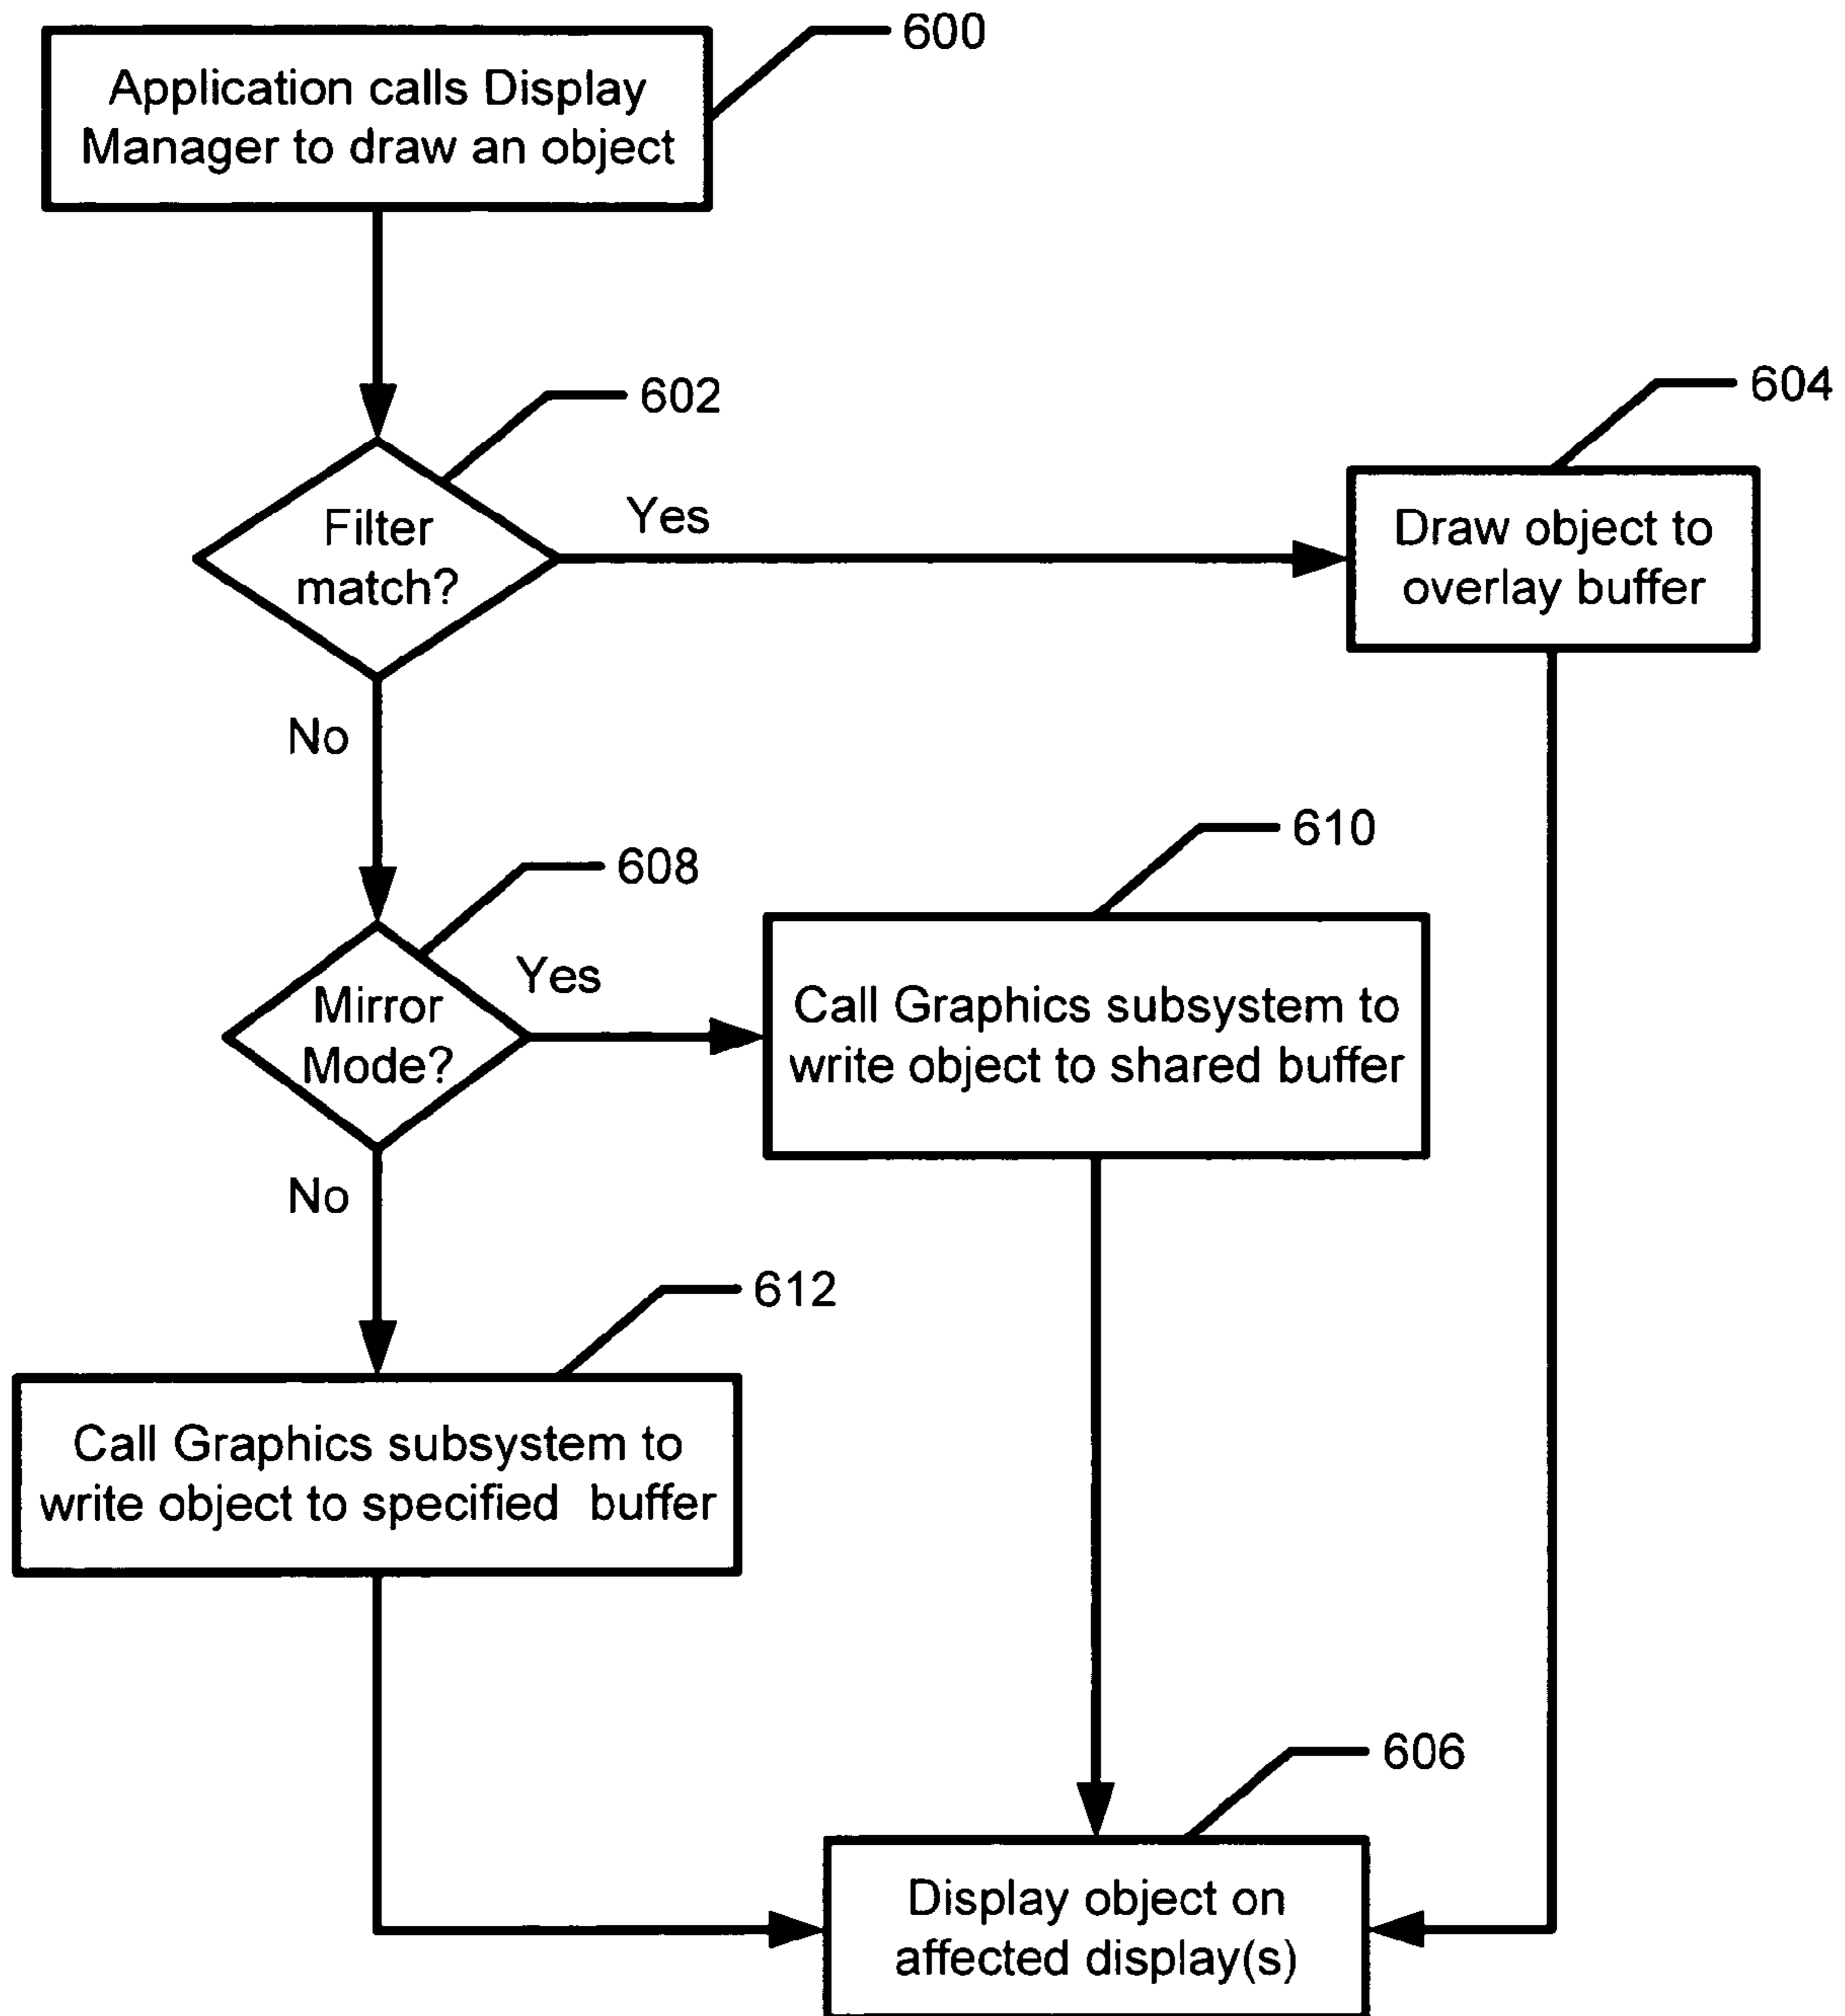 600
Application calls Display
Manager to draw an object
602
604
Filter
match?
Yes
Draw object to
overlay buffer
No
610
608
Mirror
Mode?
Yes
Call Graphics subsystem to
write object to shared buffer
No
612
Call Graphics subsystem to
write object to specified buffer
606
Display object on
affected display(s)